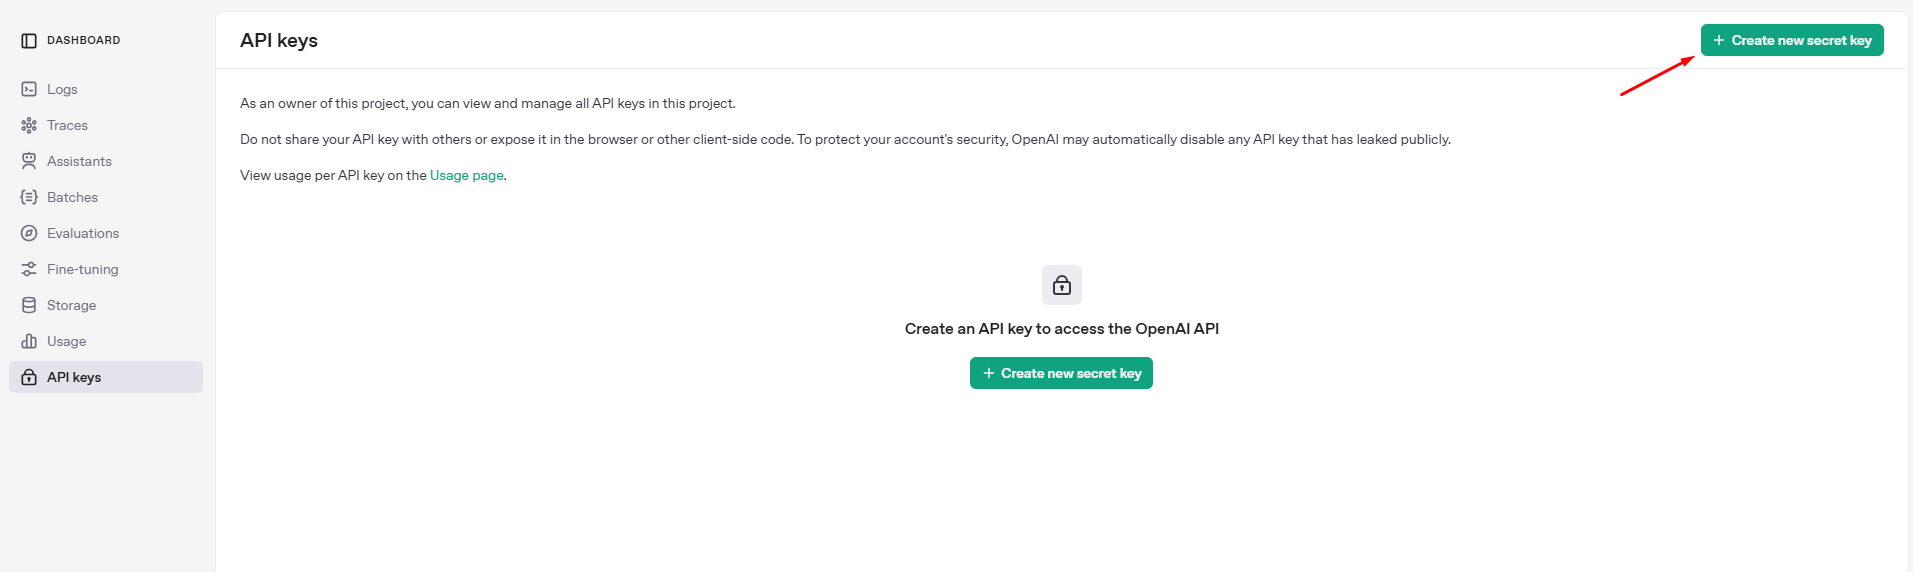 DASHBOARD
Logs
Traces
Assistants
Batches
Evaluations
Fine-tuning
Storage
Usage
API keys
API keys
+ Create new secret key
As an owner of this project, you can view and manage all API keys in this project.
Do not share your API key with others or expose it in the browser or other client-side code. To protect your account's security, OpenAI may automatically disable any API key that has leaked publicly.
View usage per API key on the Usage page.
Create an API key to access the OpenAI API
+ Create new secret key